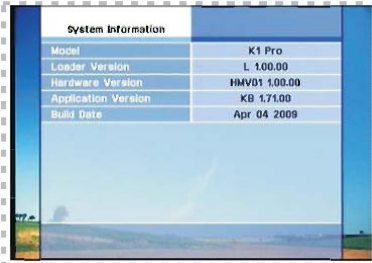 System Information
Model K1 Pro
Loader Version L 1.00.00
Hardware Version HMV01 1.00.00
Application Version KB 1.71.00
Build Date Apr 04 2009